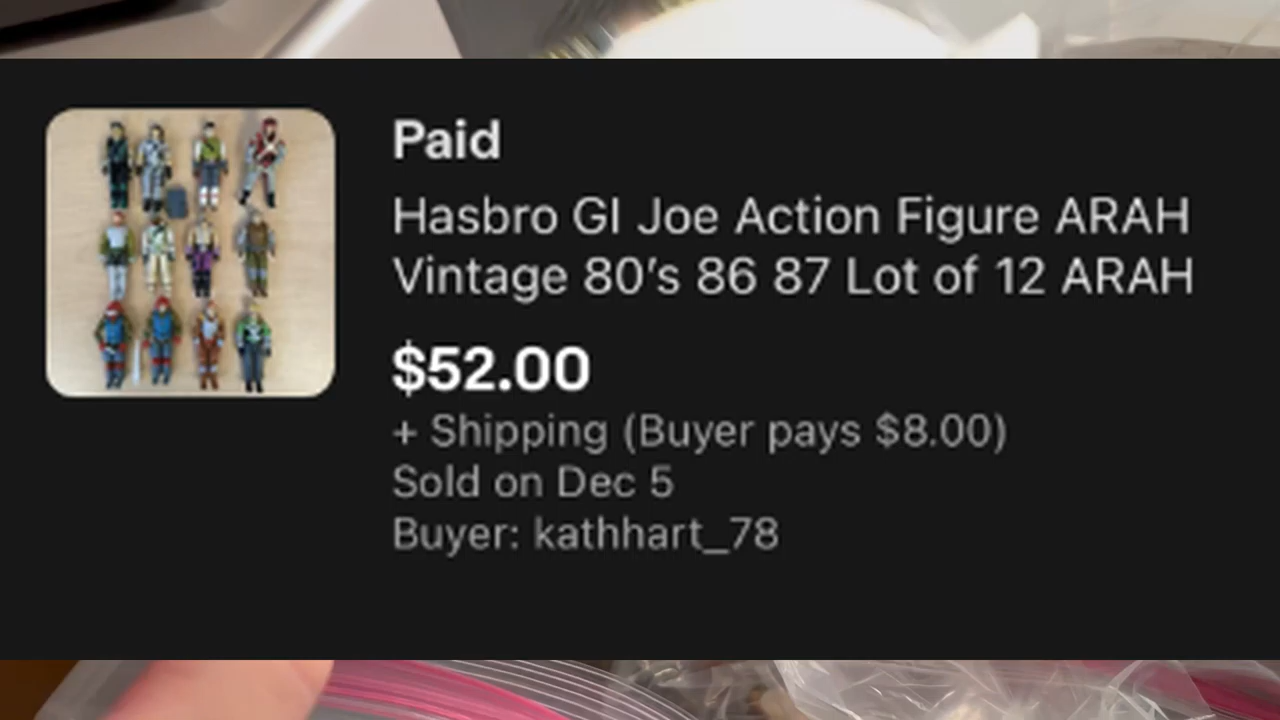 Paid
Hasbro GI Joe Action Figure ARAH
Vintage 80's 86 87 Lot of 12 ARAH
$52.00
+ Shipping (Buyer pays $8.00)
Sold on Dec 5
Buyer: kathhart_78